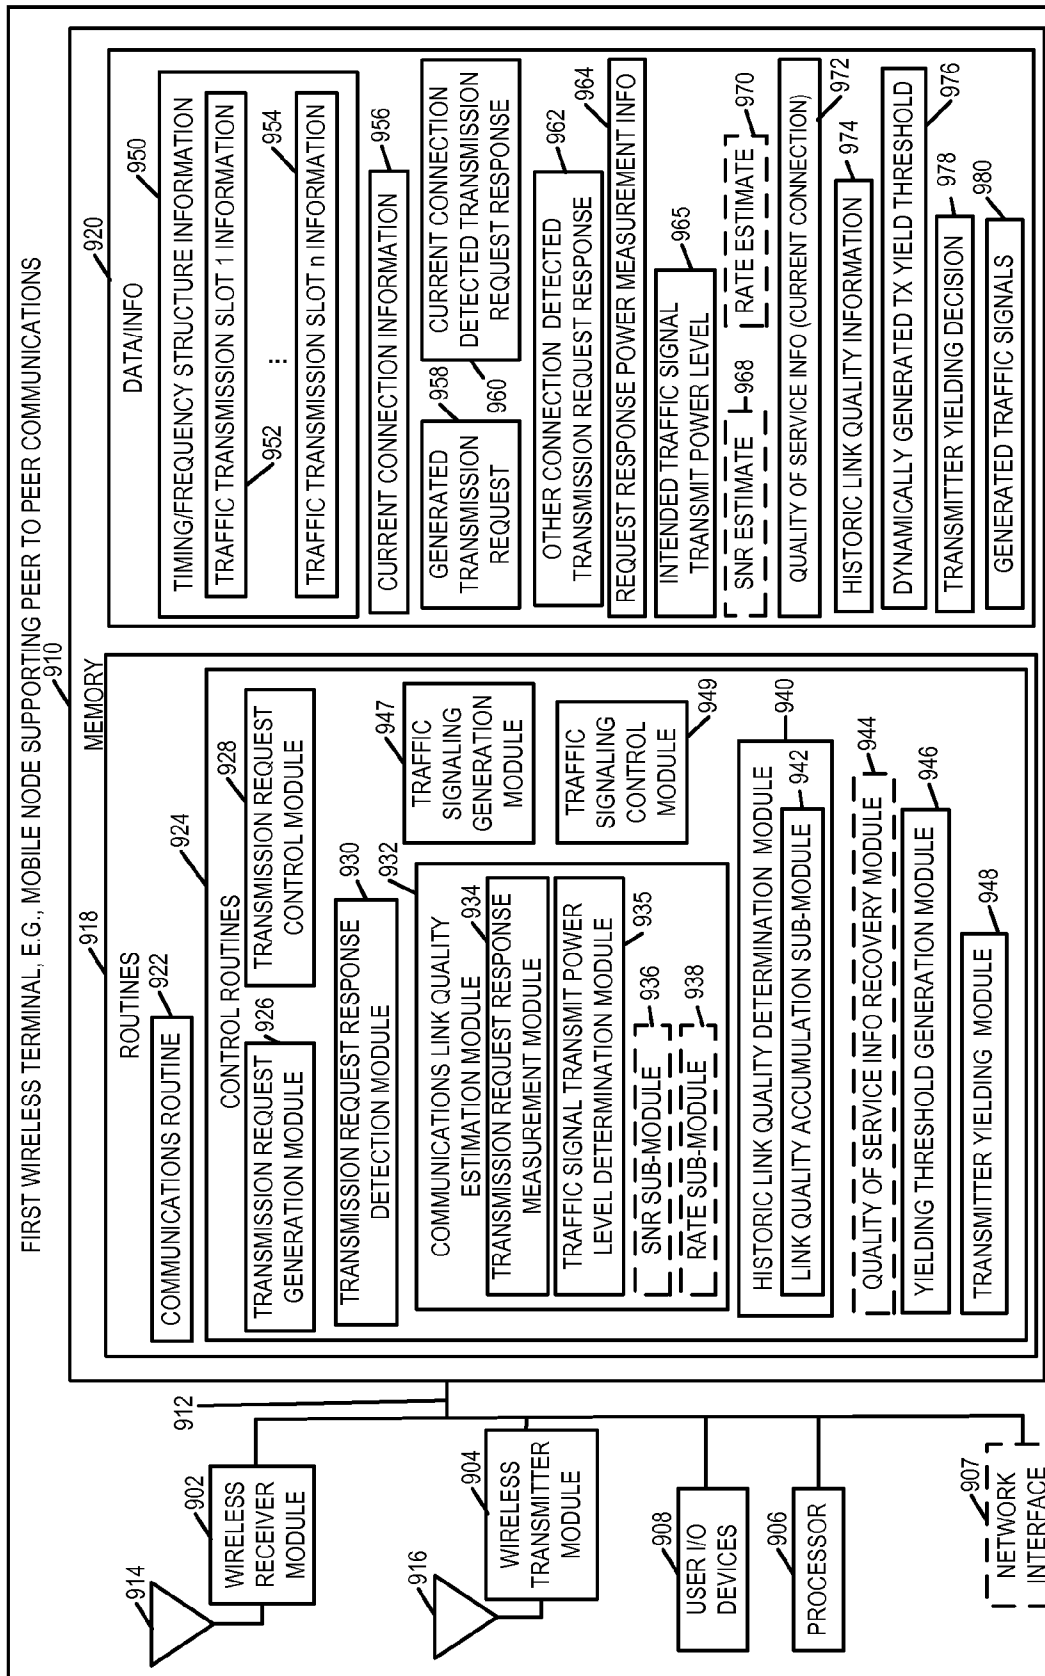 FIRST WIRELESS TERMINAL, E.G., MOBILE NODE SUPPORTING PEER TO PEER COMMUNICATIONS
914
902
WIRELESS
RECEIVER
MODULE
916
904
WIRELESS
TRANSMITTER
MODULE
908
USER I/O
DEVICES
906
PROCESSOR
907
NETWORK
INTERFACE
912
910
MEMORY
918
ROUTINES
922
COMMUNICATIONS ROUTINE
924
CONTROL ROUTINES
926
TRANSMISSION REQUEST
GENERATION MODULE
928
TRANSMISSION REQUEST
CONTROL MODULE
930
TRANSMISSION REQUEST RESPONSE
DETECTION MODULE
932
COMMUNICATIONS LINK QUALITY
ESTIMATION MODULE
934
TRANSMISSION REQUEST RESPONSE
MEASUREMENT MODULE
935
TRAFFIC SIGNAL TRANSMIT POWER
LEVEL DETERMINATION MODULE
936
SNR SUB-MODULE
938
RATE SUB-MODULE
947
TRAFFIC
SIGNALING
GENERATION
MODULE
949
TRAFFIC
SIGNALING
CONTROL
MODULE
940
HISTORIC LINK QUALITY DETERMINATION MODULE
942
LINK QUALITY ACCUMULATION SUB-MODULE
944
QUALITY OF SERVICE INFO RECOVERY MODULE
946
YIELDING THRESHOLD GENERATION MODULE
948
TRANSMITTER YIELDING MODULE
920
DATA/INFO
950
TIMING/FREQUENCY STRUCTURE INFORMATION
TRAFFIC TRANSMISSION SLOT 1 INFORMATION
952
...
954
TRAFFIC TRANSMISSION SLOT n INFORMATION
956
CURRENT CONNECTION INFORMATION
958
GENERATED
TRANSMISSION
REQUEST
960
CURRENT CONNECTION
DETECTED TRANSMISSION
REQUEST RESPONSE
962
OTHER CONNECTION DETECTED
TRANSMISSION REQUEST RESPONSE
964
REQUEST RESPONSE POWER MEASUREMENT INFO
965
INTENDED TRAFFIC SIGNAL
TRANSMIT POWER LEVEL
968
SNR ESTIMATE
970
RATE ESTIMATE
972
QUALITY OF SERVICE INFO (CURRENT CONNECTION)
974
HISTORIC LINK QUALITY INFORMATION
976
DYNAMICALLY GENERATED TX YIELD THRESHOLD
978
TRANSMITTER YIELDING DECISION
980
GENERATED TRAFFIC SIGNALS